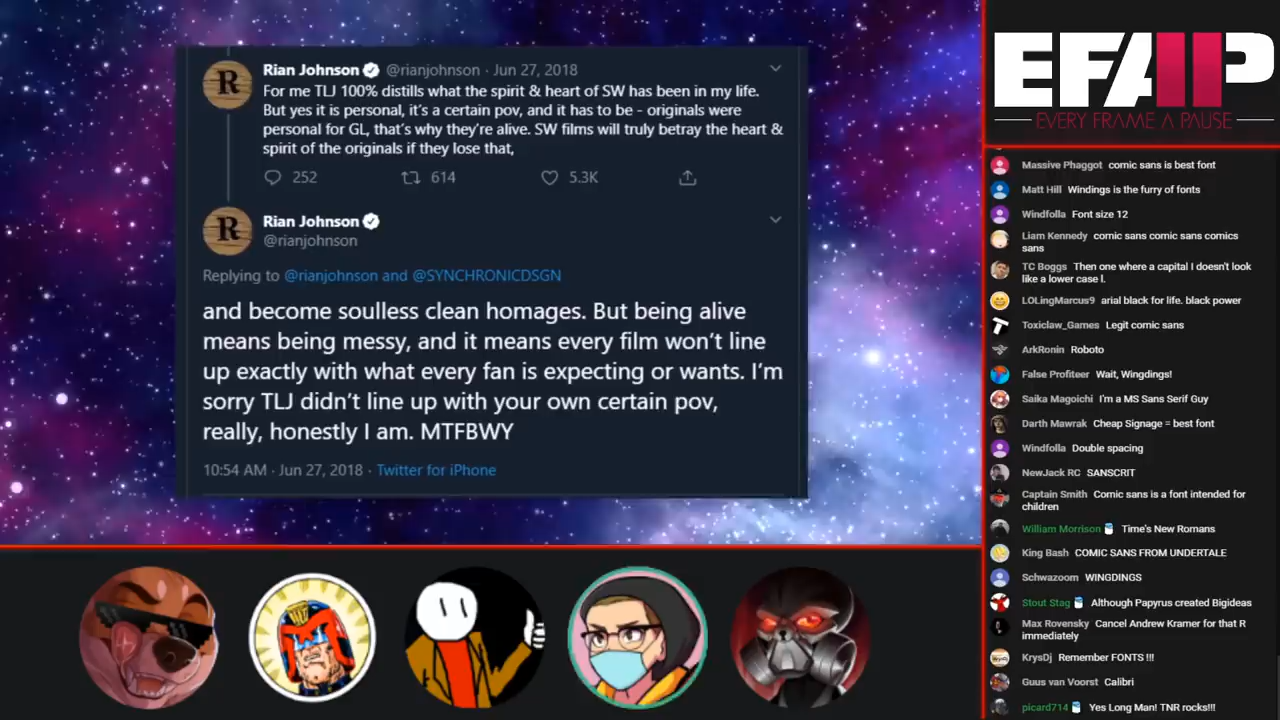 Rian Johnson @rianjohnson · Jun 27, 2018
For me TLJ 100% distills what the spirit & heart of SW has been in my life.
But yes it is personal, it's a certain pov, and it has to be - originals were
personal for GL, that's why they're alive. SW films will truly betray the heart &
spirit of the originals if they lose that,
252 614 5.3K
Rian Johnson
@rianjohnson
Replying to @rianjohnson and @SYNCHRONICDSGN
and become soulless clean homages. But being alive
means being messy, and it means every film won't line
up exactly with what every fan is expecting or wants. I'm
sorry TLJ didn't line up with your own certain pov,
really, honestly I am. MTFBWY
10:54 AM · Jun 27, 2018 · Twitter for iPhone
EFAP
EVERY FRAME A PAUSE
Massive Phaggot comic sans is best font
Matt Hill Windings is the furry of fonts
Windfolla Font size 12
Liam Kennedy comic sans comic sans comics
sans
TC Boggs Then one where a capital I doesn't look
like a lower case l.
LOLingMarcus9 arial black for life. black power
Toxiclaw_Games Legit comic sans
ArkRonin Roboto
False Profiteer Wait, Wingdings!
Saika Magoichi I'm a MS Sans Serif Guy
Darth Mawrak Cheap Signage = best font
Windfolla Double spacing
NewJack RC SANSCRIT
Captain Smith Comic sans is a font intended for
children
William Morrison Time's New Romans
King Bash COMIC SANS FROM UNDERTALE
Schwazoom WINGDINGS
Stout Stag Although Papyrus created Bigideas
Max Rovensky Cancel Andrew Kramer for that R
immediately
KrysDj Remember FONTS !!!
Guus van Voorst Calibri
picard714 Yes Long Man! TNR rocks!!!